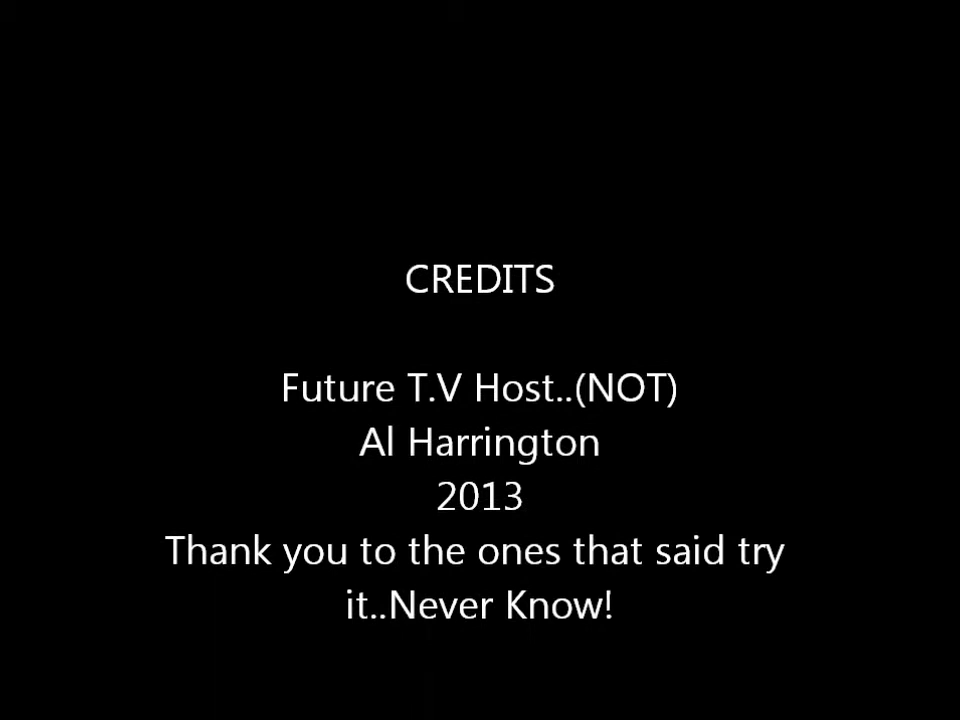 CREDITS
Future T.V Host..(NOT)
Al Harrington
2013
Thank you to the ones that said try
it..Never Know!